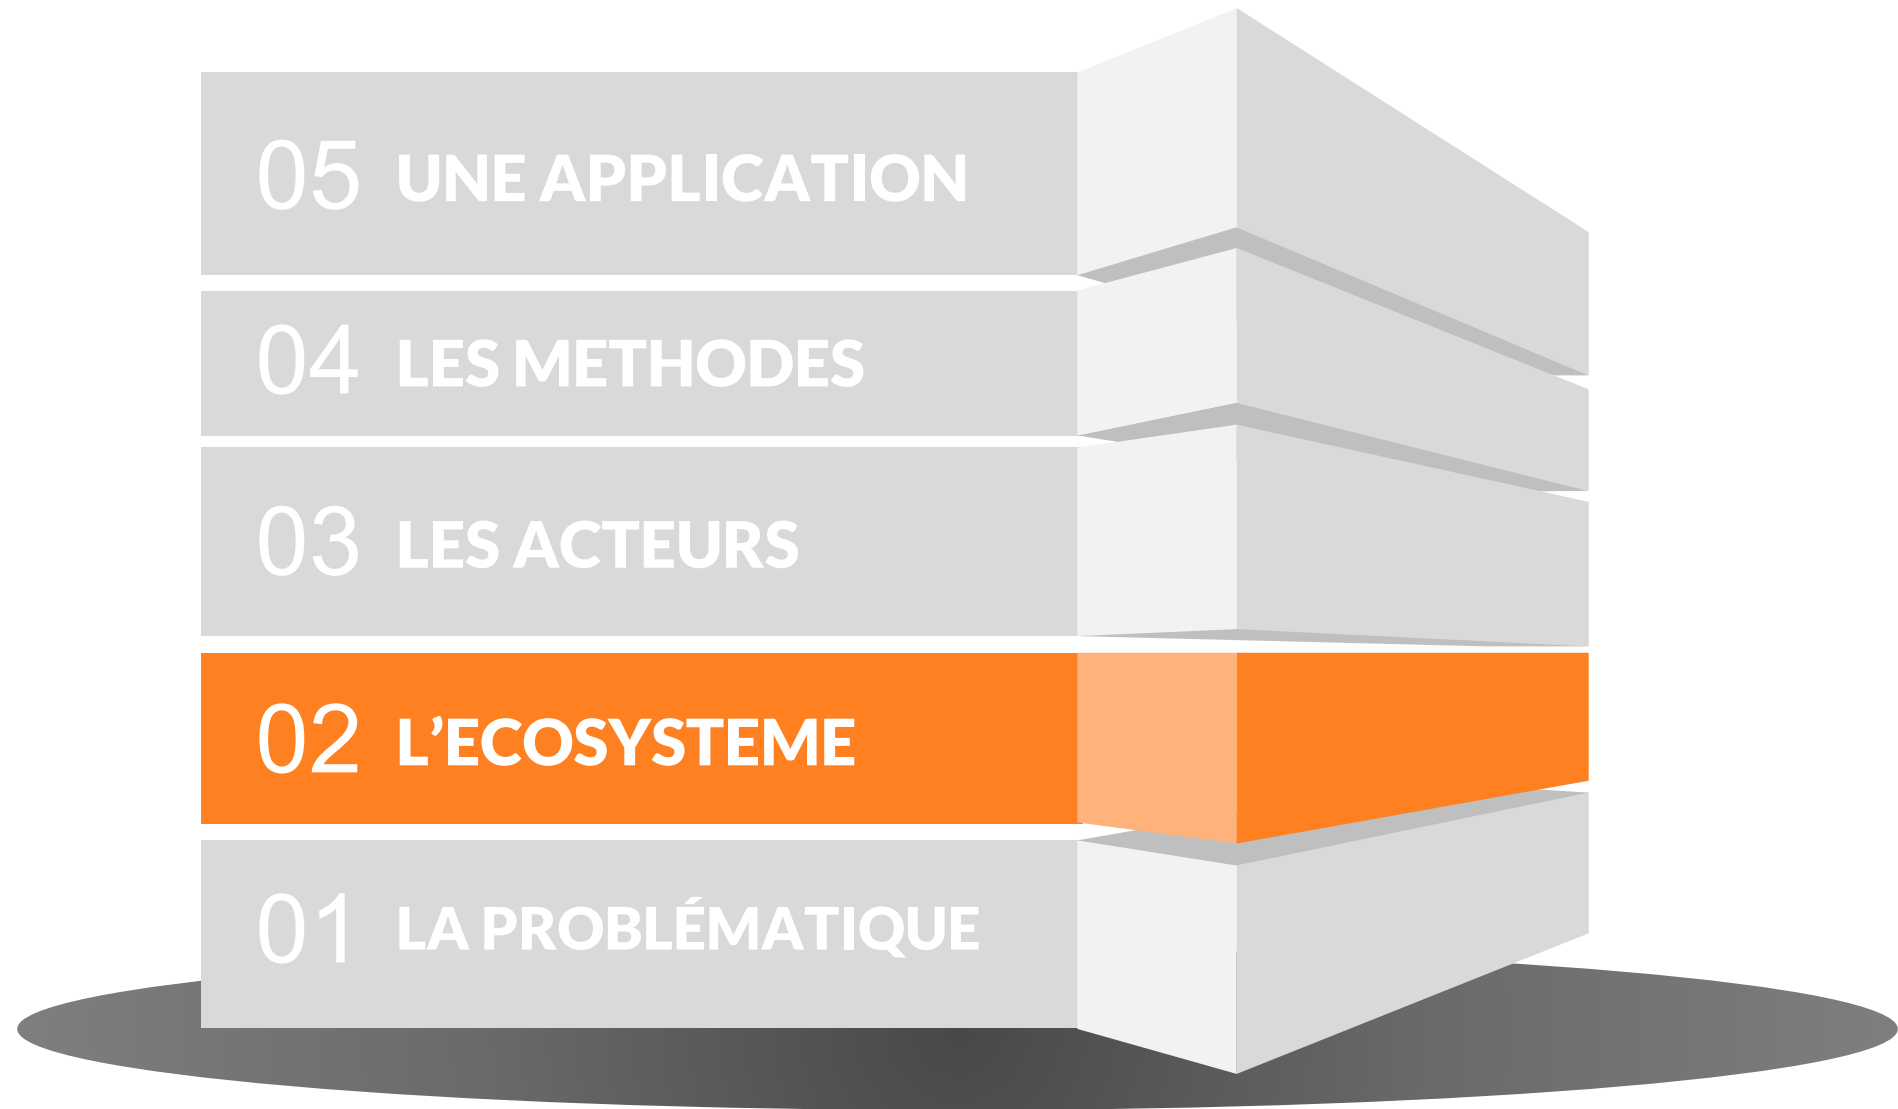 05 UNE APPLICATION
04 LES METHODES
03 LES ACTEURS
02 L’ECOSYSTEME
01 LA PROBLÉMATIQUE